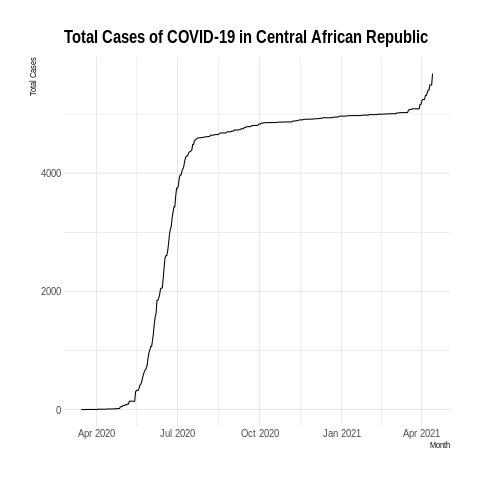 Total Cases of COVID-19 in Central African Republic
Total Cases
4000
2000
0
Apr 2020 Jul 2020 Oct 2020 Jan 2021 Apr 2021
Month